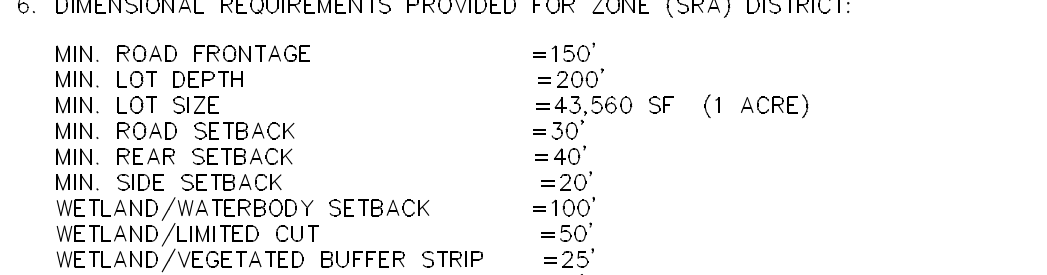 6. DIMENSIONAL REQUIREMENTS PROVIDED FOR ZONE (SRA) DISTRICT:
MIN. ROAD FRONTAGE =150'
MIN. LOT DEPTH =200'
MIN. LOT SIZE =43,560 SF (1 ACRE)
MIN. ROAD SETBACK =30'
MIN. REAR SETBACK =40'
MIN. SIDE SETBACK =20'
WETLAND/WATERBODY SETBACK =100'
WETLAND/LIMITED CUT =50'
WETLAND/VEGETATED BUFFER STRIP =25'